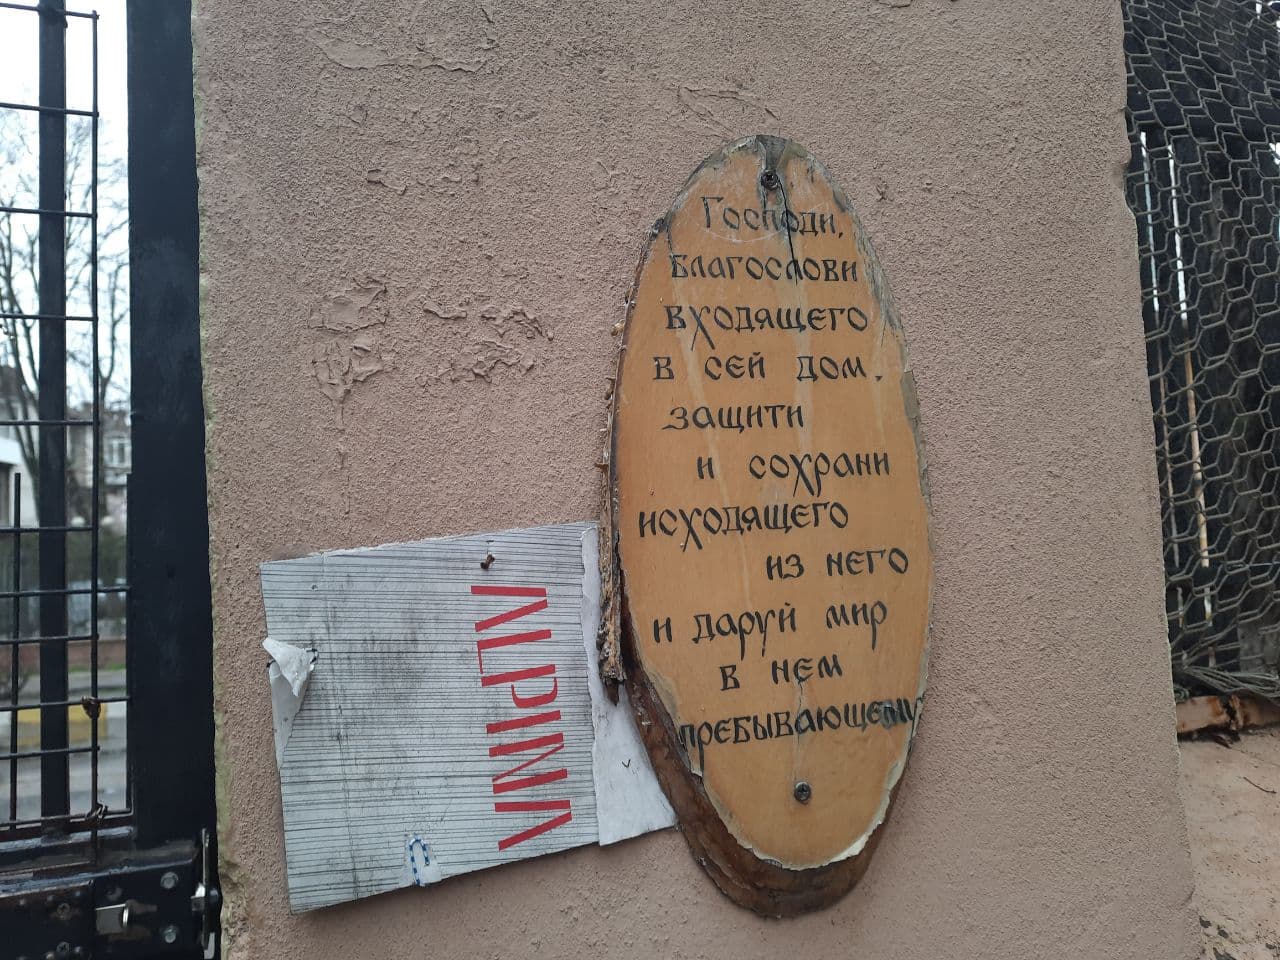 Господи,
благослови
входящего
в сей дом,
защити
и сохрани
исходящего
из него
и даруй мир
в нем
пребывающему